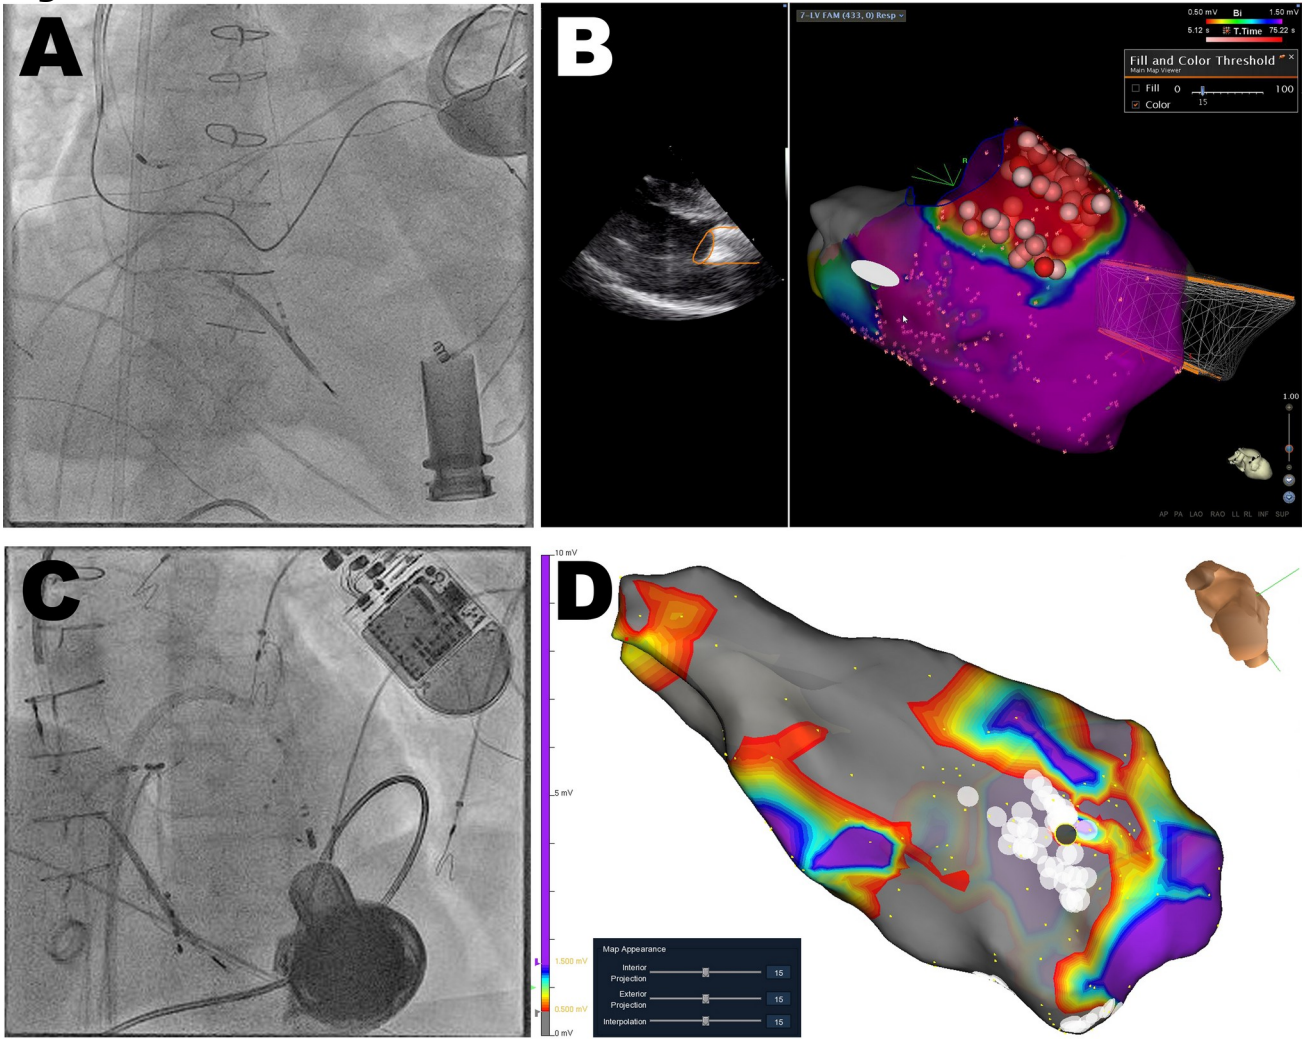 A
B
7-LV FAM (433, 0) Resp
0.50 mV Bi 1.50 mV
5.12 s T.Time 75.22 s
Fill and Color Threshold
Main Map Viewer
Fill 0 100
15
Color
R
1.00
AP PA LAO RAO LL RL INF SUP
C
D
10 mV
5 mV
1.500 mV
0.500 mV
0 mV
Map Appearance
Interior
Projection 15
Exterior
Projection 15
Interpolation 15